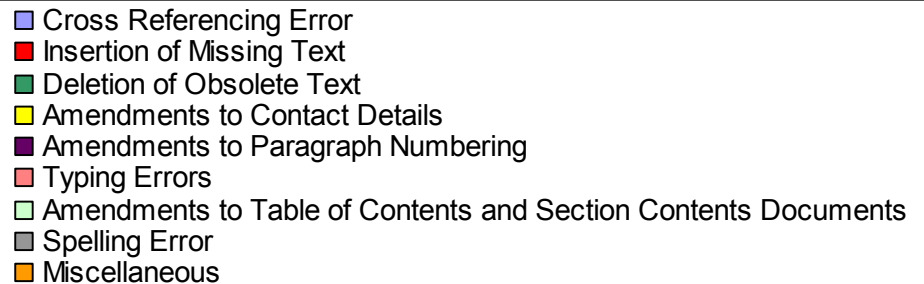 Cross Referencing Error
Insertion of Missing Text
Deletion of Obsolete Text
Amendments to Contact Details
Amendments to Paragraph Numbering
Typing Errors
Amendments to Table of Contents and Section Contents Documents
Spelling Error
Miscellaneous